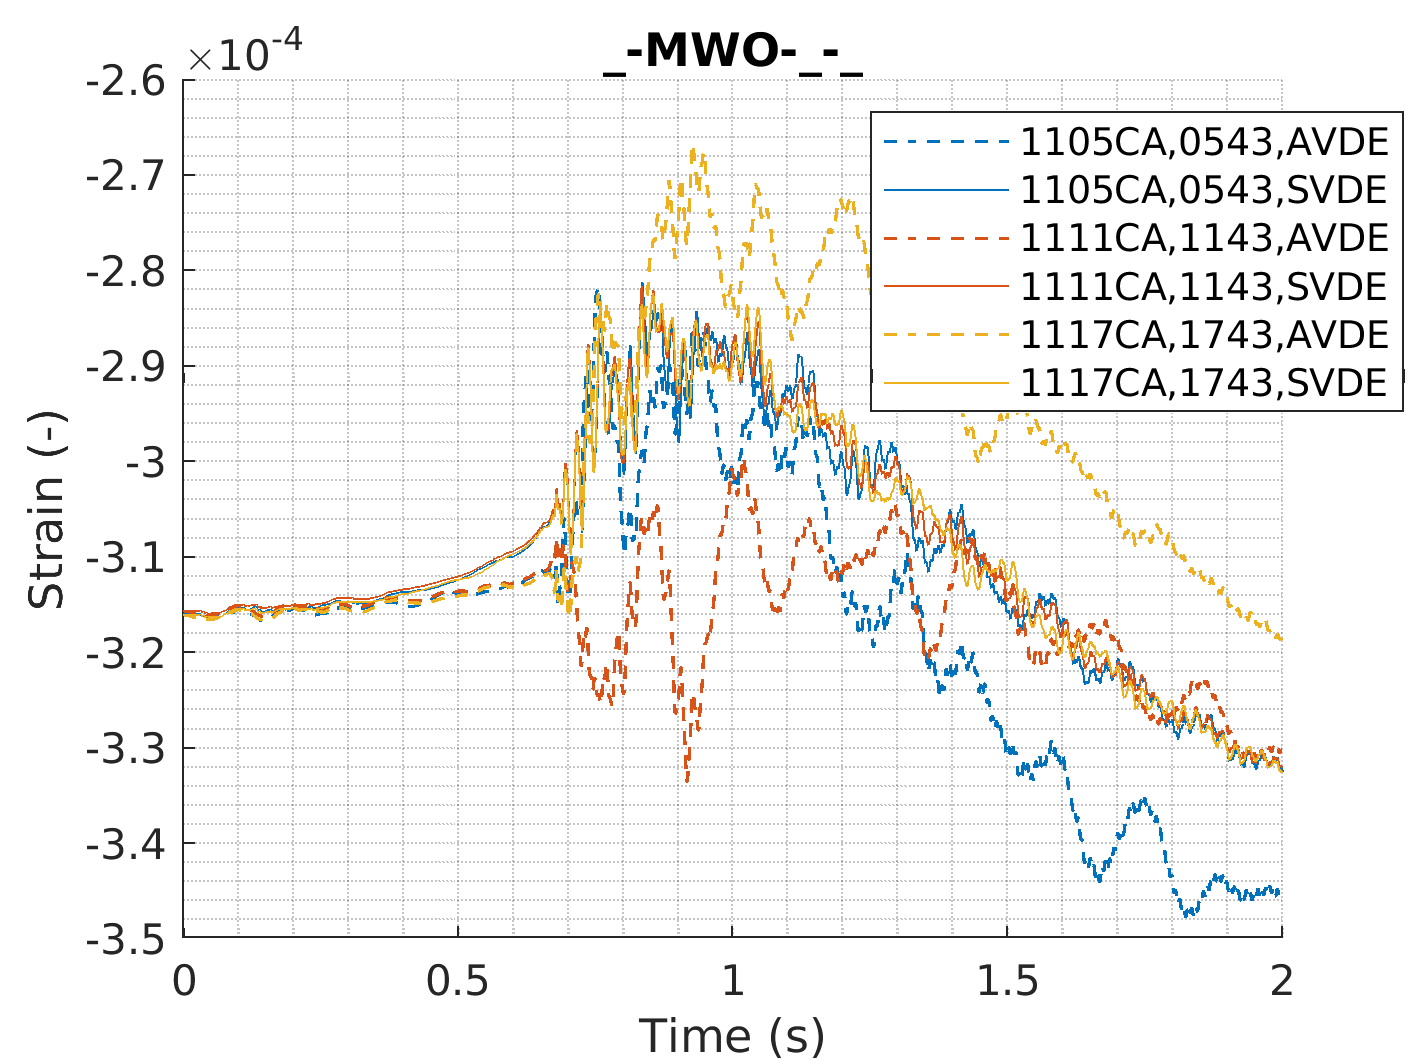 _-MWO-_-_
×10-4
-2.6
-2.7
-2.8
-2.9
-3
-3.1
-3.2
-3.3
-3.4
-3.5
Strain (-)
1105CA,0543,AVDE
1105CA,0543,SVDE
1111CA,1143,AVDE
1111CA,1143,SVDE
1117CA,1743,AVDE
1117CA,1743,SVDE
0 0.5 1 1.5 2
Time (s)